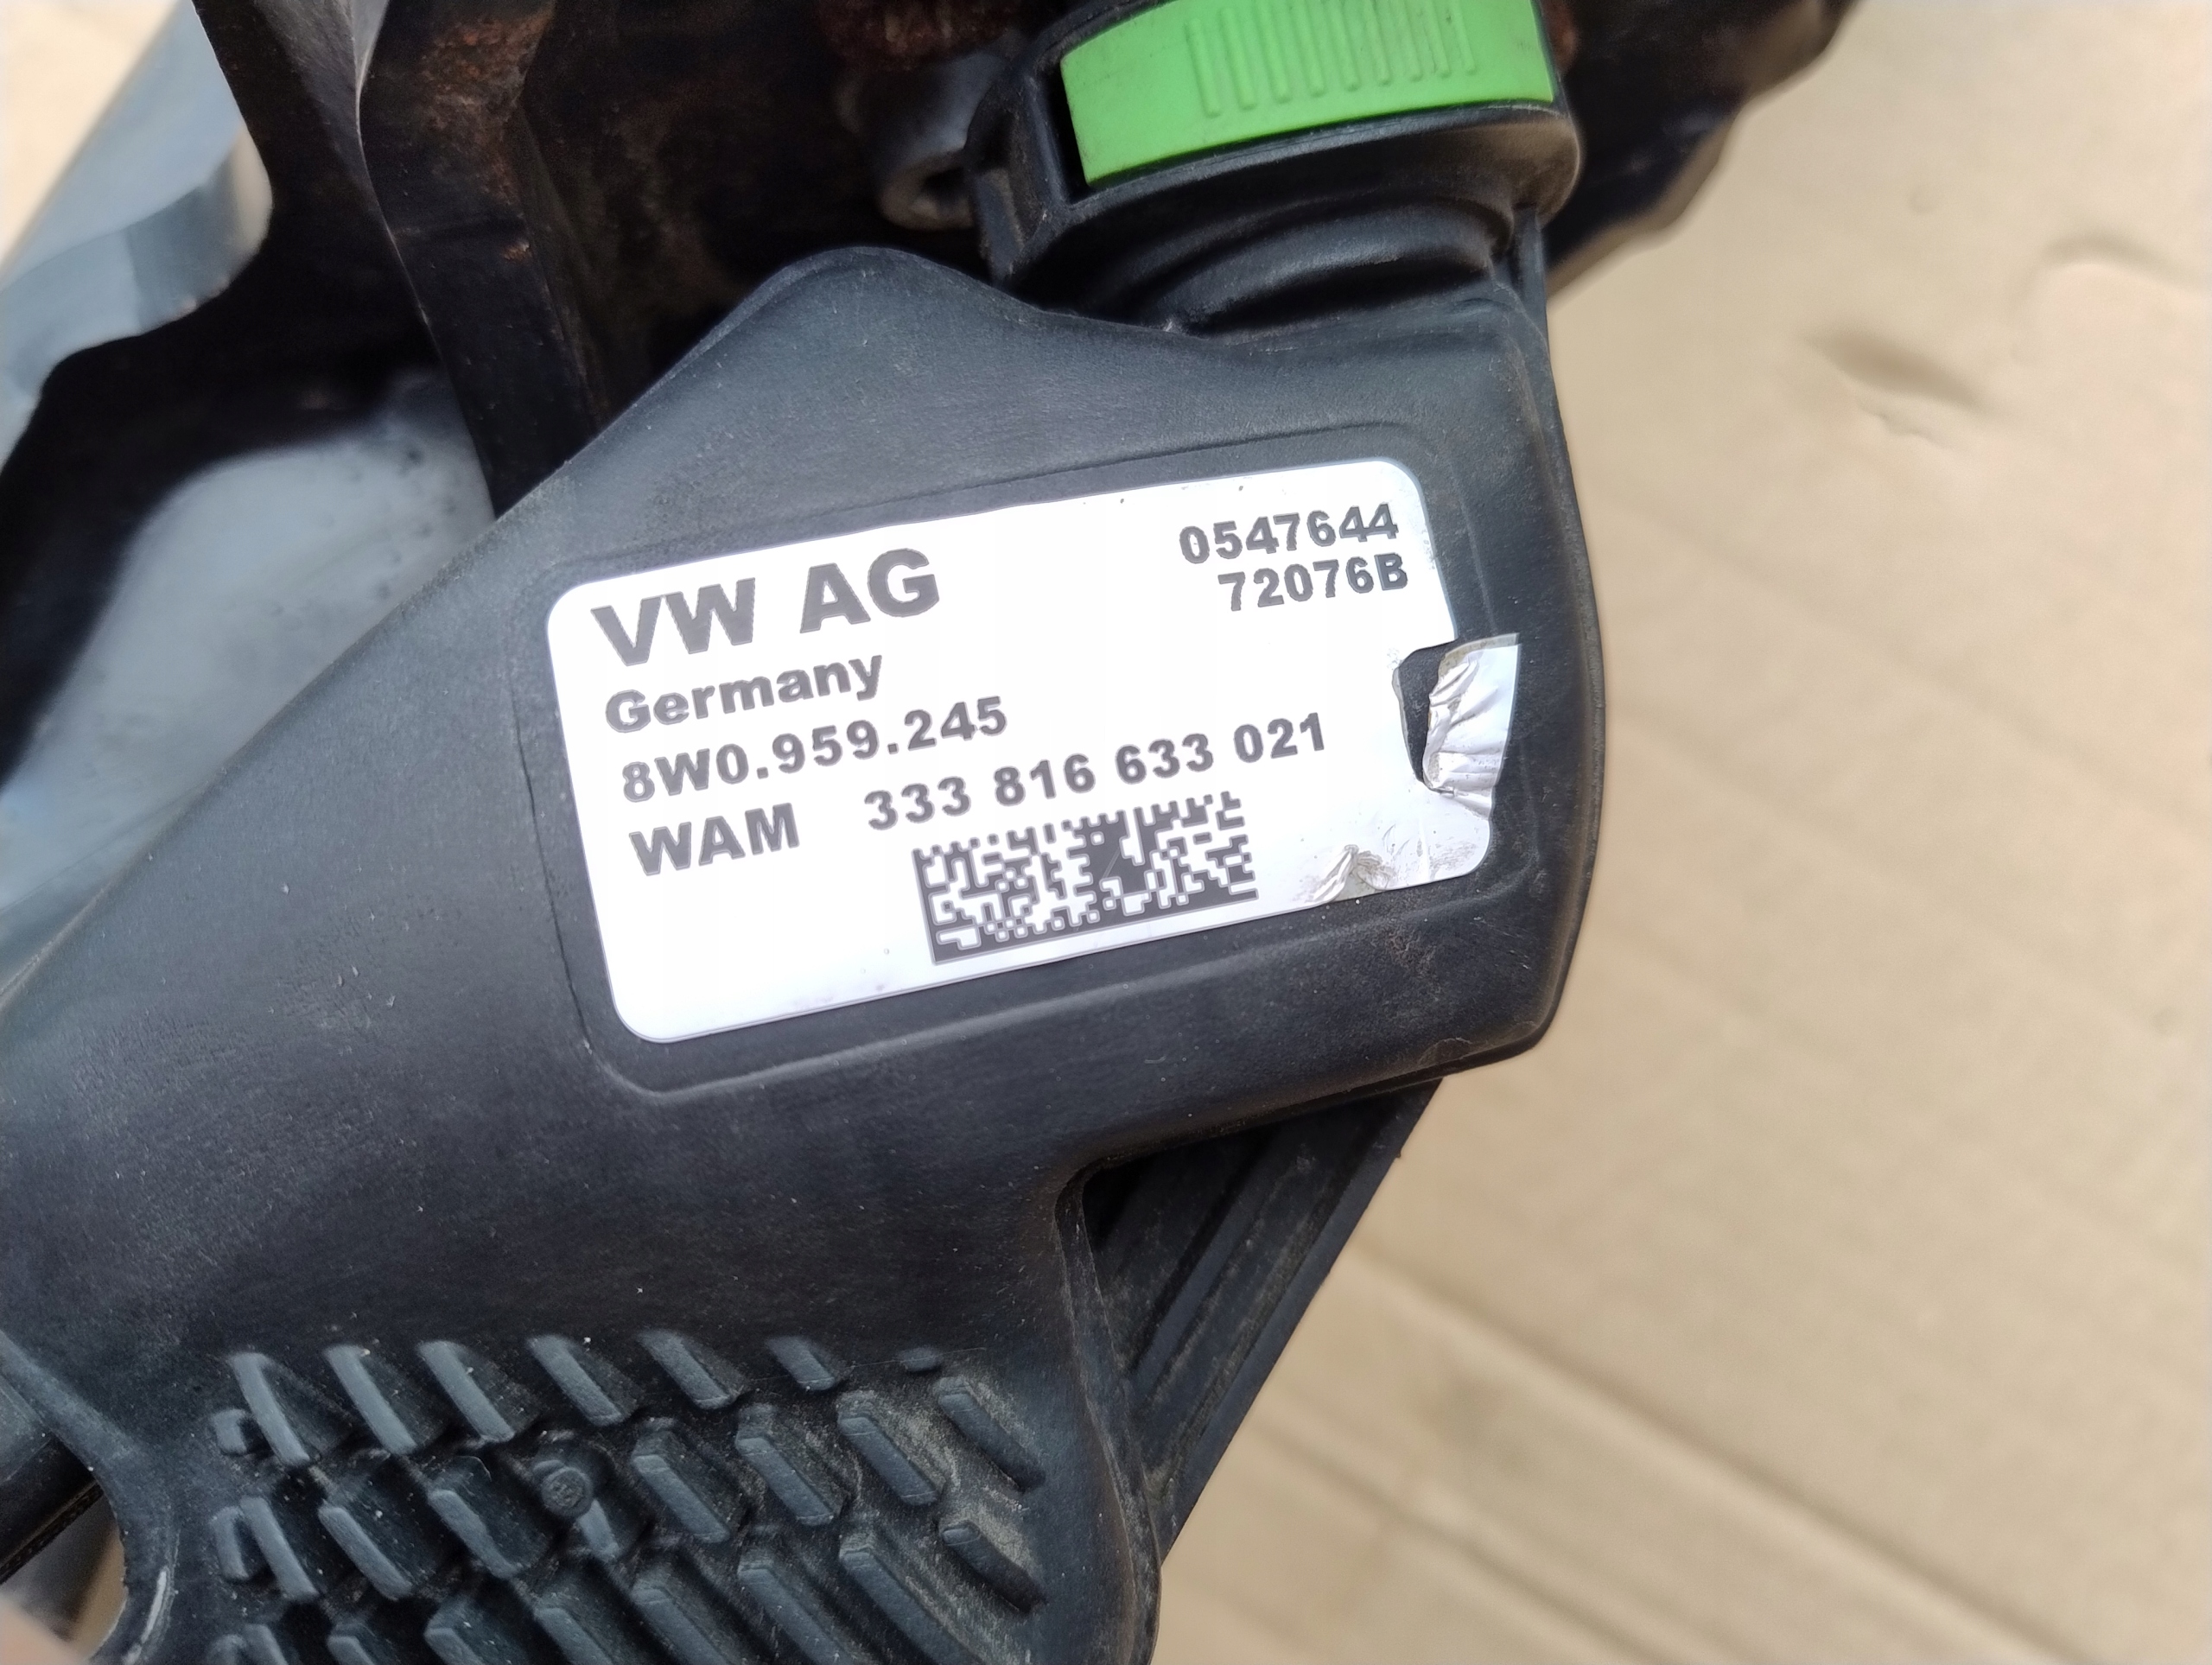 VW AG
0547644
72076B
Germany
8W0.959.245
WAM 333 816 633 021